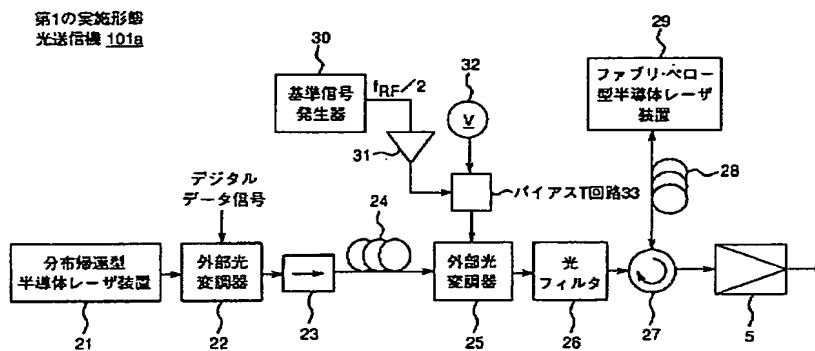 第1の実施形態
光送信機 101a
30
基準信号
発生器
fRF/2
31
32
V
29
ファブリ・ペロー
型半導体レーザ
装置
28
バイアスT回路33
デジタル
データ信号
24
分布帰還型
半導体レーザ装置
21
外部光
変調器
22
23
外部光
変調器
25
光
フィルタ
26
27
5